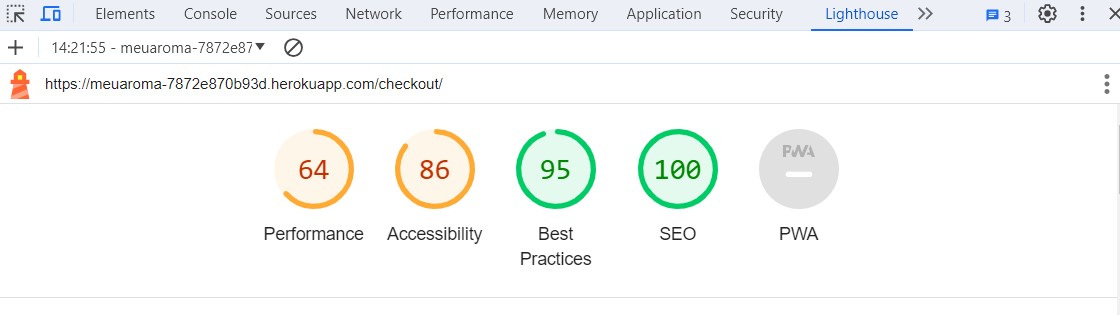 Elements Console Sources Network Performance Memory Application Security Lighthouse 3
14:21:55 - meuaroma-7872e87
https://meuaroma-7872e870b93d.herokuapp.com/checkout/
64 86 95 100 PWA
Performance Accessibility Best Practices SEO PWA